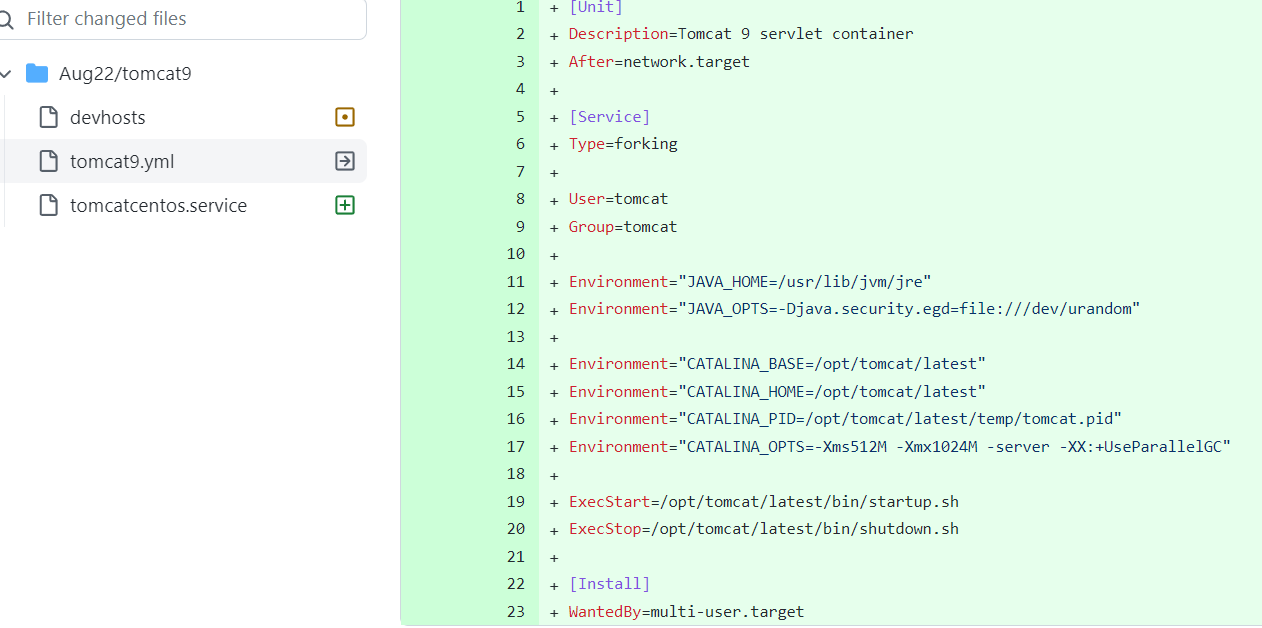 Filter changed files
Aug22/tomcat9
devhosts
tomcat9.yml
tomcatcentos.service
1 + [Unit]
2 + Description=Tomcat 9 servlet container
3 + After=network.target
4 +
5 + [Service]
6 + Type=forking
7 +
8 + User=tomcat
9 + Group=tomcat
10 +
11 + Environment="JAVA_HOME=/usr/lib/jvm/jre"
12 + Environment="JAVA_OPTS=-Djava.security.egd=file:///dev/urandom"
13 +
14 + Environment="CATALINA_BASE=/opt/tomcat/latest"
15 + Environment="CATALINA_HOME=/opt/tomcat/latest"
16 + Environment="CATALINA_PID=/opt/tomcat/latest/temp/tomcat.pid"
17 + Environment="CATALINA_OPTS=-Xms512M -Xmx1024M -server -XX:+UseParallelGC"
18 +
19 + ExecStart=/opt/tomcat/latest/bin/startup.sh
20 + ExecStop=/opt/tomcat/latest/bin/shutdown.sh
21 +
22 + [Install]
23 + WantedBy=multi-user.target